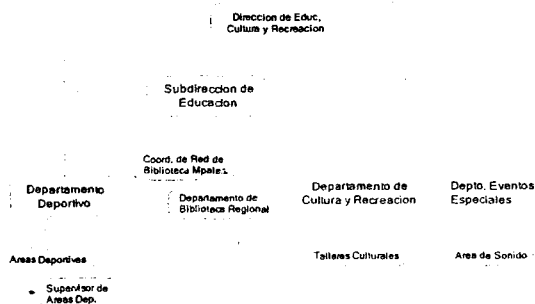 Direccion de Educ,
Cultura y Recreacion
Subdireccion de
Educacion
Coord. de Red de
Biblioteca Mpales.
Departamento
Deportivo
Departamento de
Biblioteca Regional
Departamento de
Cultura y Recreacion
Depto. Eventos
Especiales
Areas Deportivas
Talleres Culturales
Area de Sonido
Supervisor de
Areas Dep.